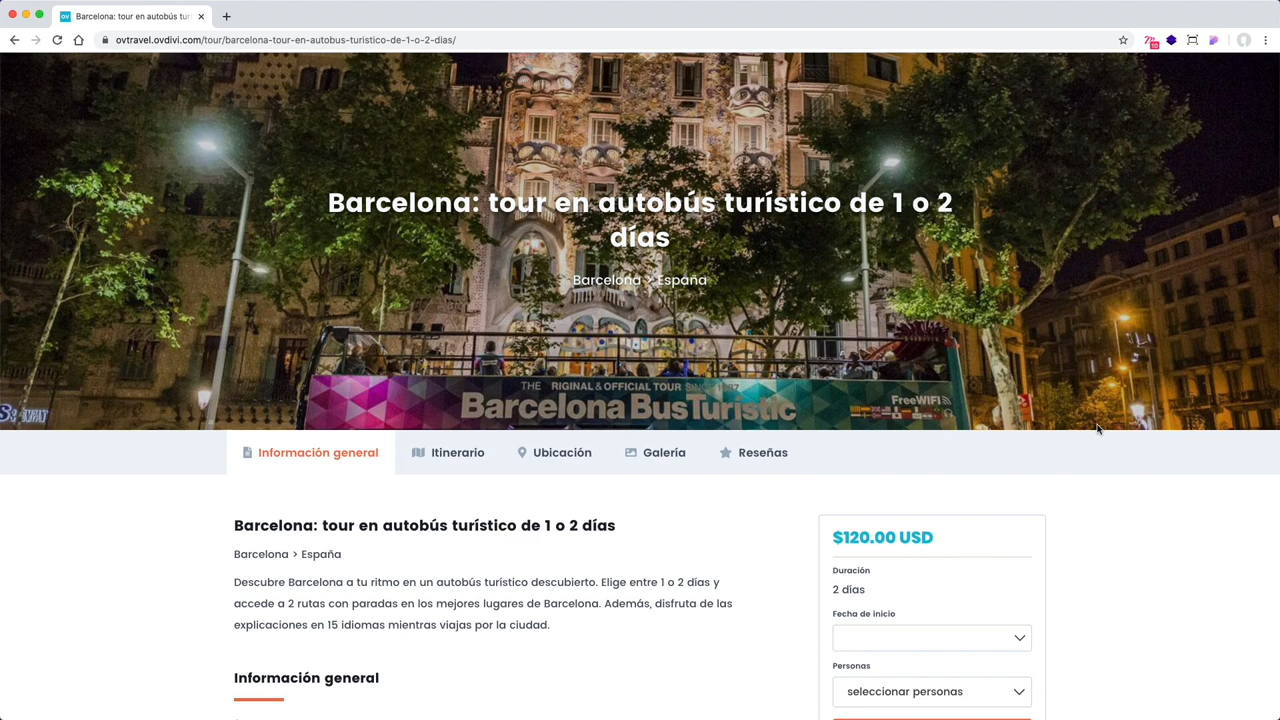 Barcelona: tour en autobús tur
ovtravel.ovdivi.com/tour/barcelona-tour-en-autobus-turistico-de-1-o-2-dias/
Barcelona: tour en autobús turístico de 1 o 2
días
Barcelona > España
THE RIGINAL & OFFICIAL TOUR SINCE 1987
Barcelona Bus Turístic
FreeWIFI
Información general
Itinerario
Ubicación
Galería
Reseñas
Barcelona: tour en autobús turístico de 1 o 2 días
Barcelona > España
Descubre Barcelona a tu ritmo en un autobús turístico descubierto. Elige entre 1 o 2 días y
accede a 2 rutas con paradas en los mejores lugares de Barcelona. Además, disfruta de las
explicaciones en 15 idiomas mientras viajas por la ciudad.
Información general
$120.00 USD
Duración
2 días
Fecha de inicio
Personas
seleccionar personas